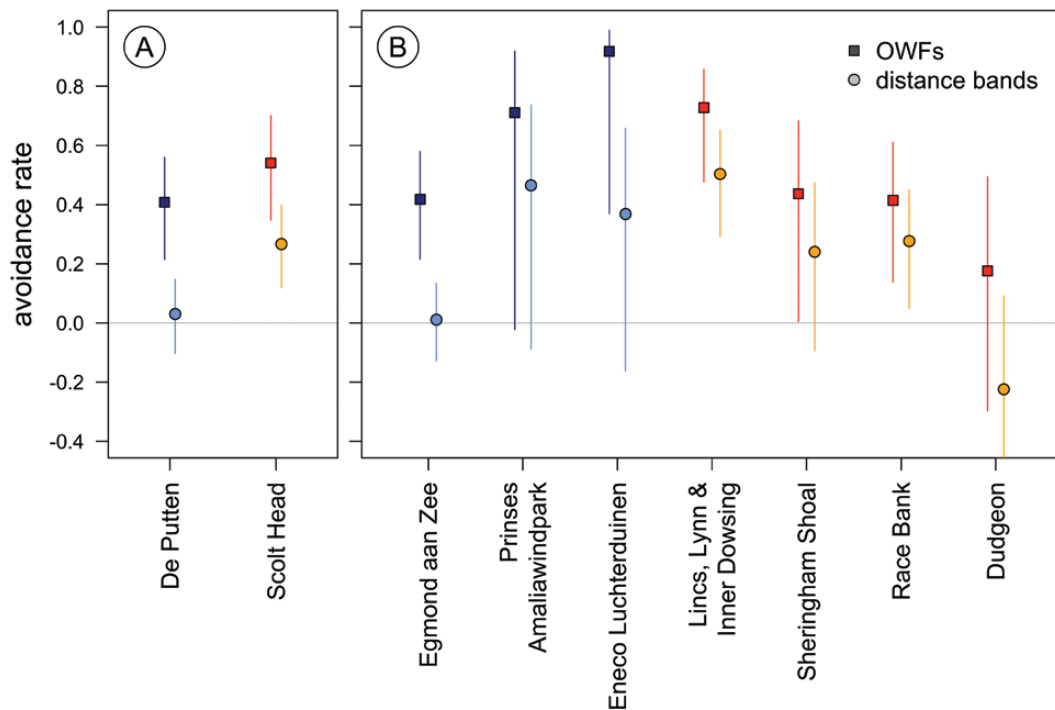 A
B
OWFs
distance bands
avoidance rate
1.0
0.8
0.6
0.4
0.2
0.0
-0.2
-0.4
De Putten
Scolt Head
Egmond aan Zee
Prinses
Amaliawindpark
Eneco Luchterduinen
Lincs, Lynn &
Inner Dowsing
Sheringham Shoal
Race Bank
Dudgeon